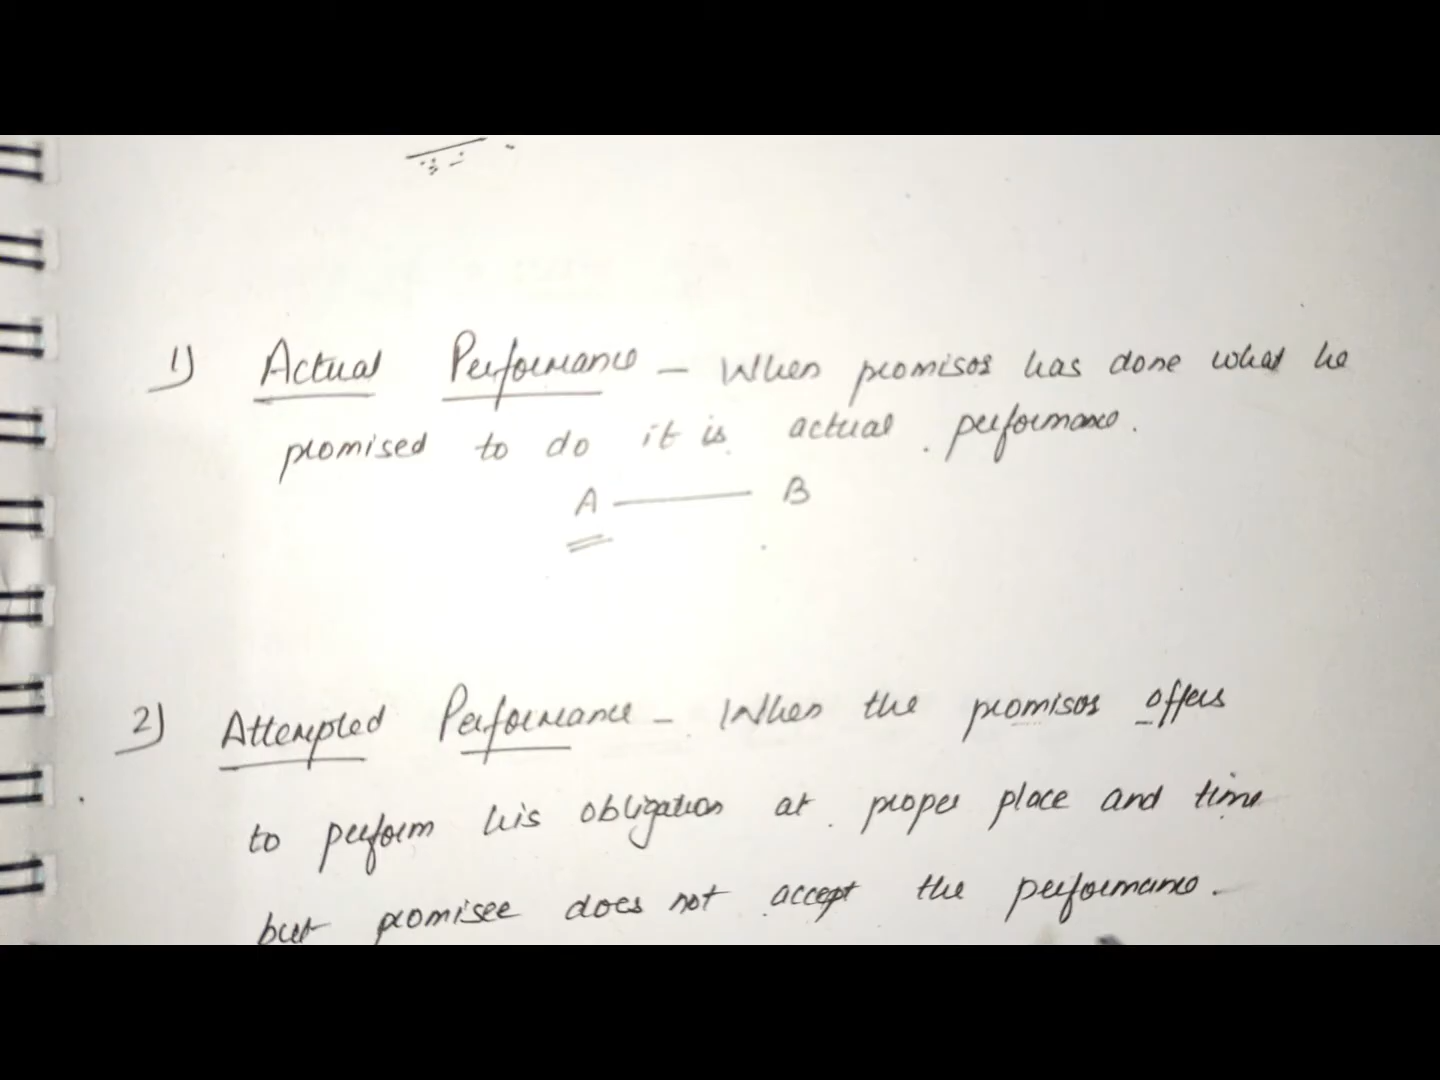 1) Actual Performance - When promisor has done what he
promised to do it is actual performance.
A — B
2) Attempted Performance - When the promisor offers
to perform his obligation at proper place and time
but promisee does not accept the performance.